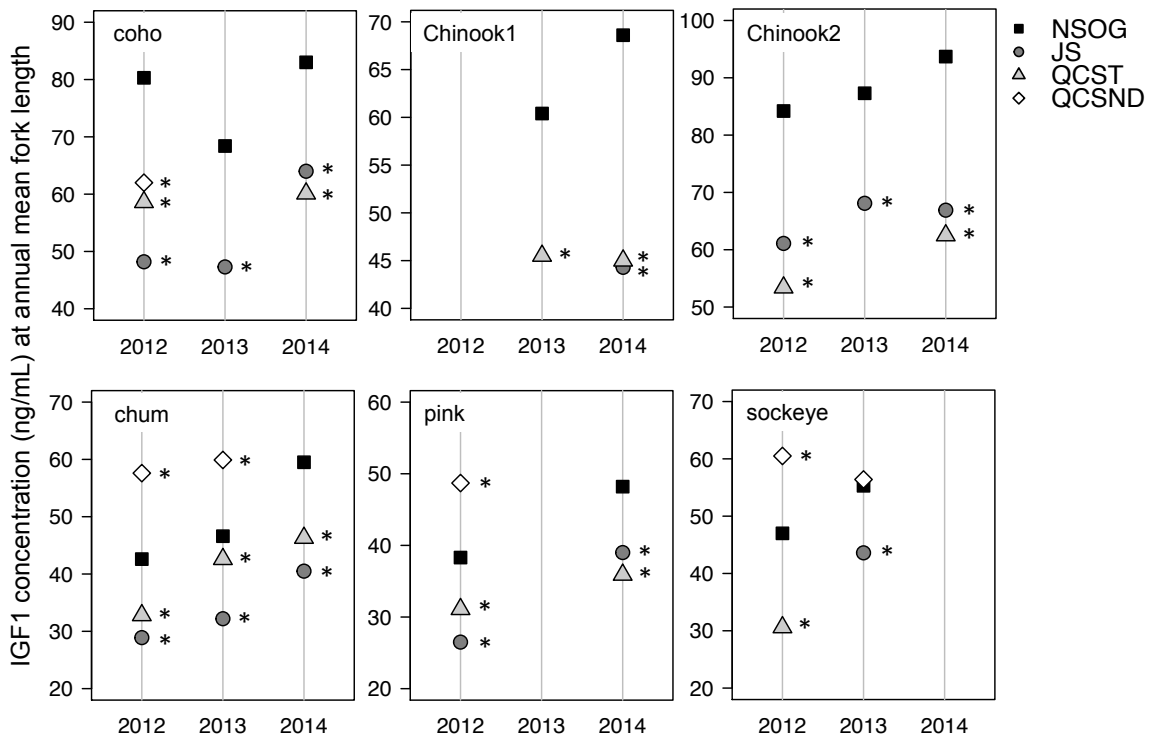 IGF1 concentration (ng/mL) at annual mean fork length
coho
90
80
70
60
50
40
* * * * * *
2012 2013 2014
Chinook1
70
65
60
55
50
45
40
* * *
2012 2013 2014
Chinook2
100
90
80
70
60
50
* * * * *
2012 2013 2014
NSOG
JS
QCST
QCSND
chum
70
60
50
40
30
20
* * * * * * * *
2012 2013 2014
pink
60
50
40
30
20
* * * * *
2012 2013 2014
sockeye
70
60
50
40
30
20
* * *
2012 2013 2014